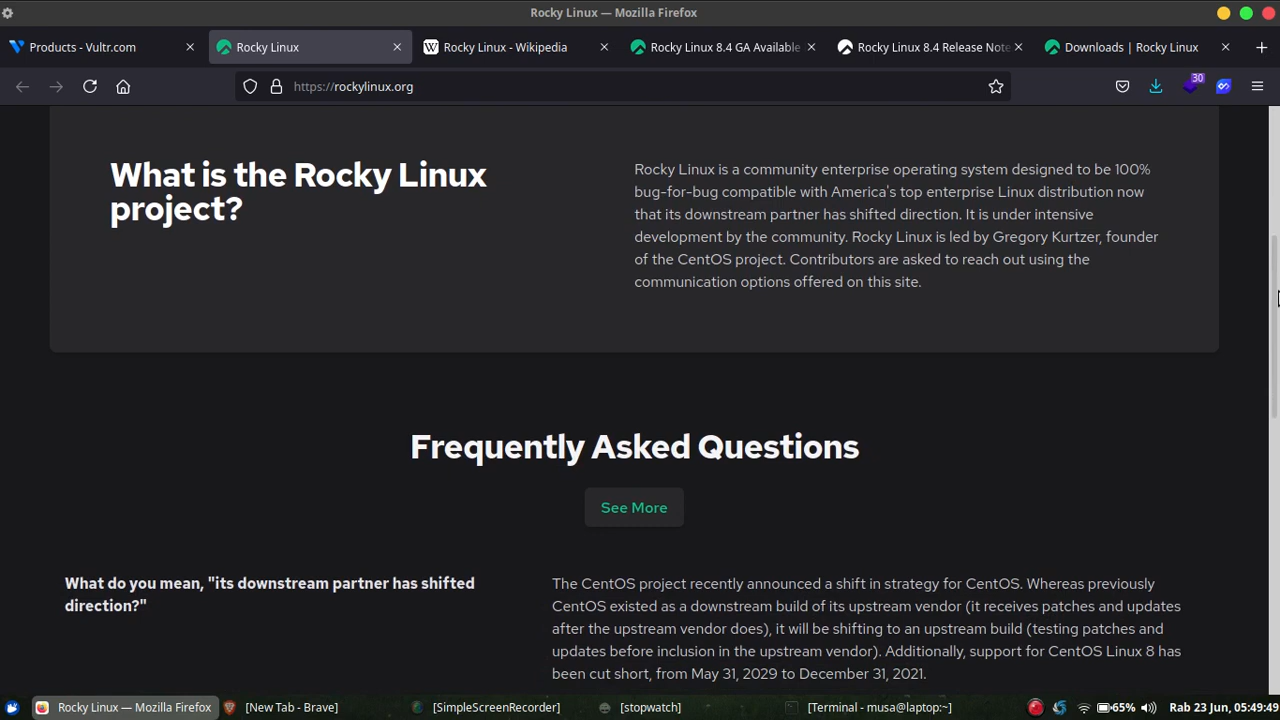 Rocky Linux — Mozilla Firefox
Products - Vultr.com
Rocky Linux
Rocky Linux - Wikipedia
Rocky Linux 8.4 GA Available
Rocky Linux 8.4 Release Note
Downloads | Rocky Linux
https://rockylinux.org
30
What is the Rocky Linux
project?
Rocky Linux is a community enterprise operating system designed to be 100%
bug-for-bug compatible with America's top enterprise Linux distribution now
that its downstream partner has shifted direction. It is under intensive
development by the community. Rocky Linux is led by Gregory Kurtzer, founder
of the CentOS project. Contributors are asked to reach out using the
communication options offered on this site.
Frequently Asked Questions
See More
What do you mean, "its downstream partner has shifted
direction?"
The CentOS project recently announced a shift in strategy for CentOS. Whereas previously
CentOS existed as a downstream build of its upstream vendor (it receives patches and updates
after the upstream vendor does), it will be shifting to an upstream build (testing patches and
updates before inclusion in the upstream vendor). Additionally, support for CentOS Linux 8 has
been cut short, from May 31, 2029 to December 31, 2021.
Rocky Linux — Mozilla Firefox
[New Tab - Brave]
[SimpleScreenRecorder]
[stopwatch]
[Terminal - musa@laptop:~]
65%
Rab 23 Jun, 05:49:49